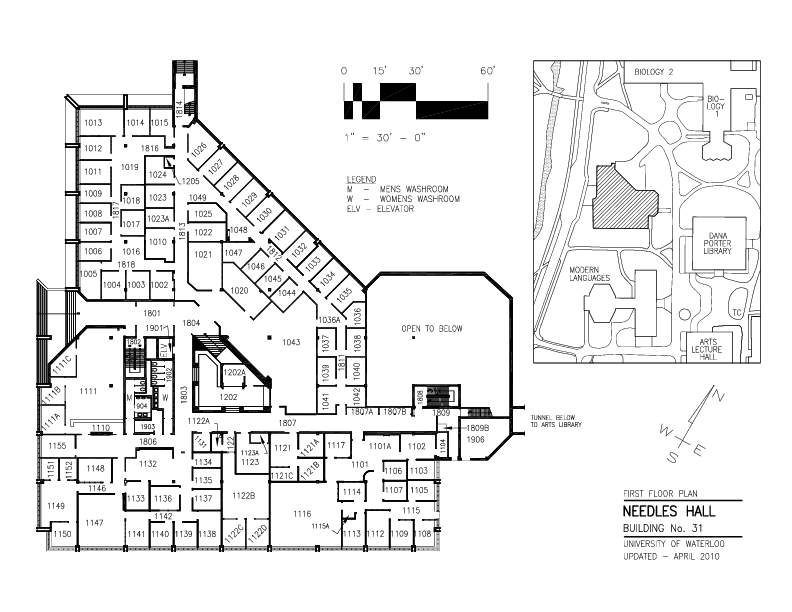 0 15' 30' 60'
1" = 30' - 0"
LEGEND
M - MENS WASHROOM
W - WOMENS WASHROOM
ELV - ELEVATOR
BIOLOGY 2
BIO-
LOGY
1
DANA
PORTER
LIBRARY
MODERN
LANGUAGES
TC
ARTS
LECTURE
HALL
1814
1013 1014 1015
1816
1012
1019
1011
1024
1205
1009
1018
1023
1049
1008
1817
1023A
1025
1007
1017
1813
1022
1048
1006
1016
1010
1021
1047
1818
1005
1004 1003 1002
1020
1046
1045
1044
1026
1027
1028
1029
1030
1031
1032
1033
1034
1035
1036A
1036
1037
1038
1811
1039
1040
1041
1042
1043
OPEN TO BELOW
1801
1901
1804
1802
ELV
1902
1803
1202A
1202
1111C
1111
1111B
1111A
M
W
904
1903
1110
1806
1122A
1807
1807A 1807B
1808
1809
1809B
1906
TUNNEL BELOW
TO ARTS LIBRARY
1155
1151
1152
1148
1146
1149
1150
1147
1132
1133
1136
1142
1141 1140 1139 1138
1131
1134
1135
1137
1122
1123A
1123
1122B
1122C
1122D
1121
1121A
1121B
1121C
1117
1101
1101A
1102
1104
1106
1103
1107
1105
1114
1115
1116
1115A
1113 1112 1109 1108
N
W
E
S
FIRST FLOOR PLAN
NEEDLES HALL
BUILDING No. 31
UNIVERSITY OF WATERLOO
UPDATED - APRIL 2010